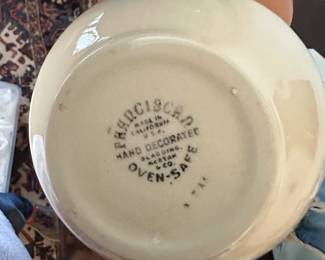 FRANCISCAN
MADE IN
CALIFORNIA
U.S.A.
HAND DECORATED
GLADDING,
McBEAN
& CO.
OVEN-SAFE